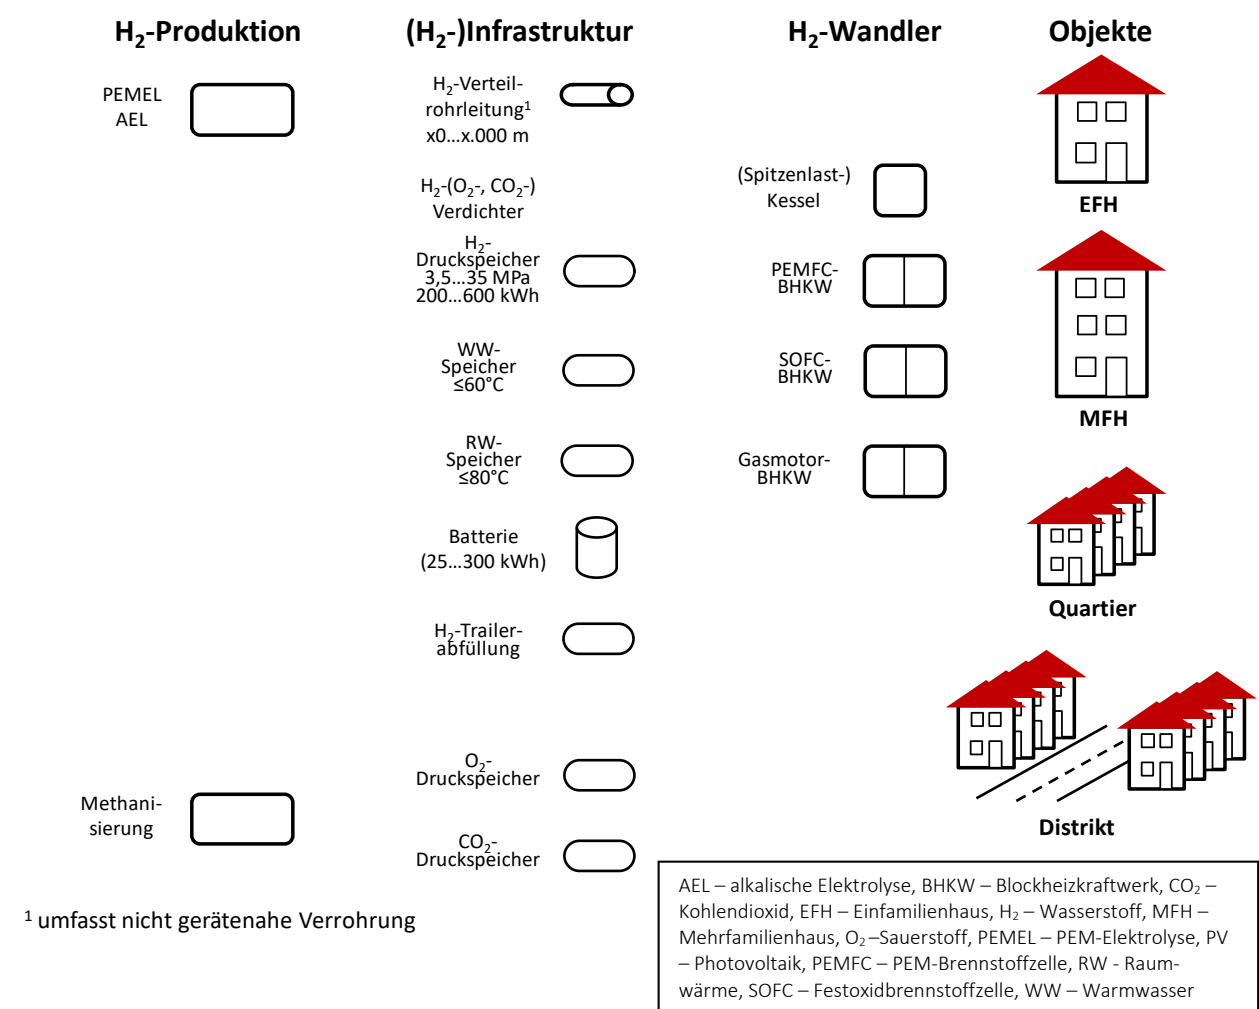 H₂-Produktion
PEMEL
AEL
Methani-
sierung
(H₂-)Infrastruktur
H₂-Verteil-
rohrleitung¹
x0...x.000 m
H₂-(O₂-, CO₂-)
Verdichter
H₂-
Druckspeicher
3,5...35 MPa
200...600 kWh
WW-
Speicher
≤60°C
RW-
Speicher
≤80°C
Batterie
(25...300 kWh)
H₂-Trailer-
abfüllung
O₂-
Druckspeicher
CO₂-
Druckspeicher
H₂-Wandler
(Spitzenlast-)
Kessel
PEMFC-
BHKW
SOFC-
BHKW
Gasmotor-
BHKW
Objekte
EFH
MFH
Quartier
Distrikt
¹ umfasst nicht gerätenahe Verrohrung
AEL – alkalische Elektrolyse, BHKW – Blockheizkraftwerk, CO₂ –
Kohlendioxid, EFH – Einfamilienhaus, H₂ – Wasserstoff, MFH –
Mehrfamilienhaus, O₂ –Sauerstoff, PEMEL – PEM-Elektrolyse, PV
– Photovoltaik, PEMFC – PEM-Brennstoffzelle, RW - Raum-
wärme, SOFC – Festoxidbrennstoffzelle, WW – Warmwasser